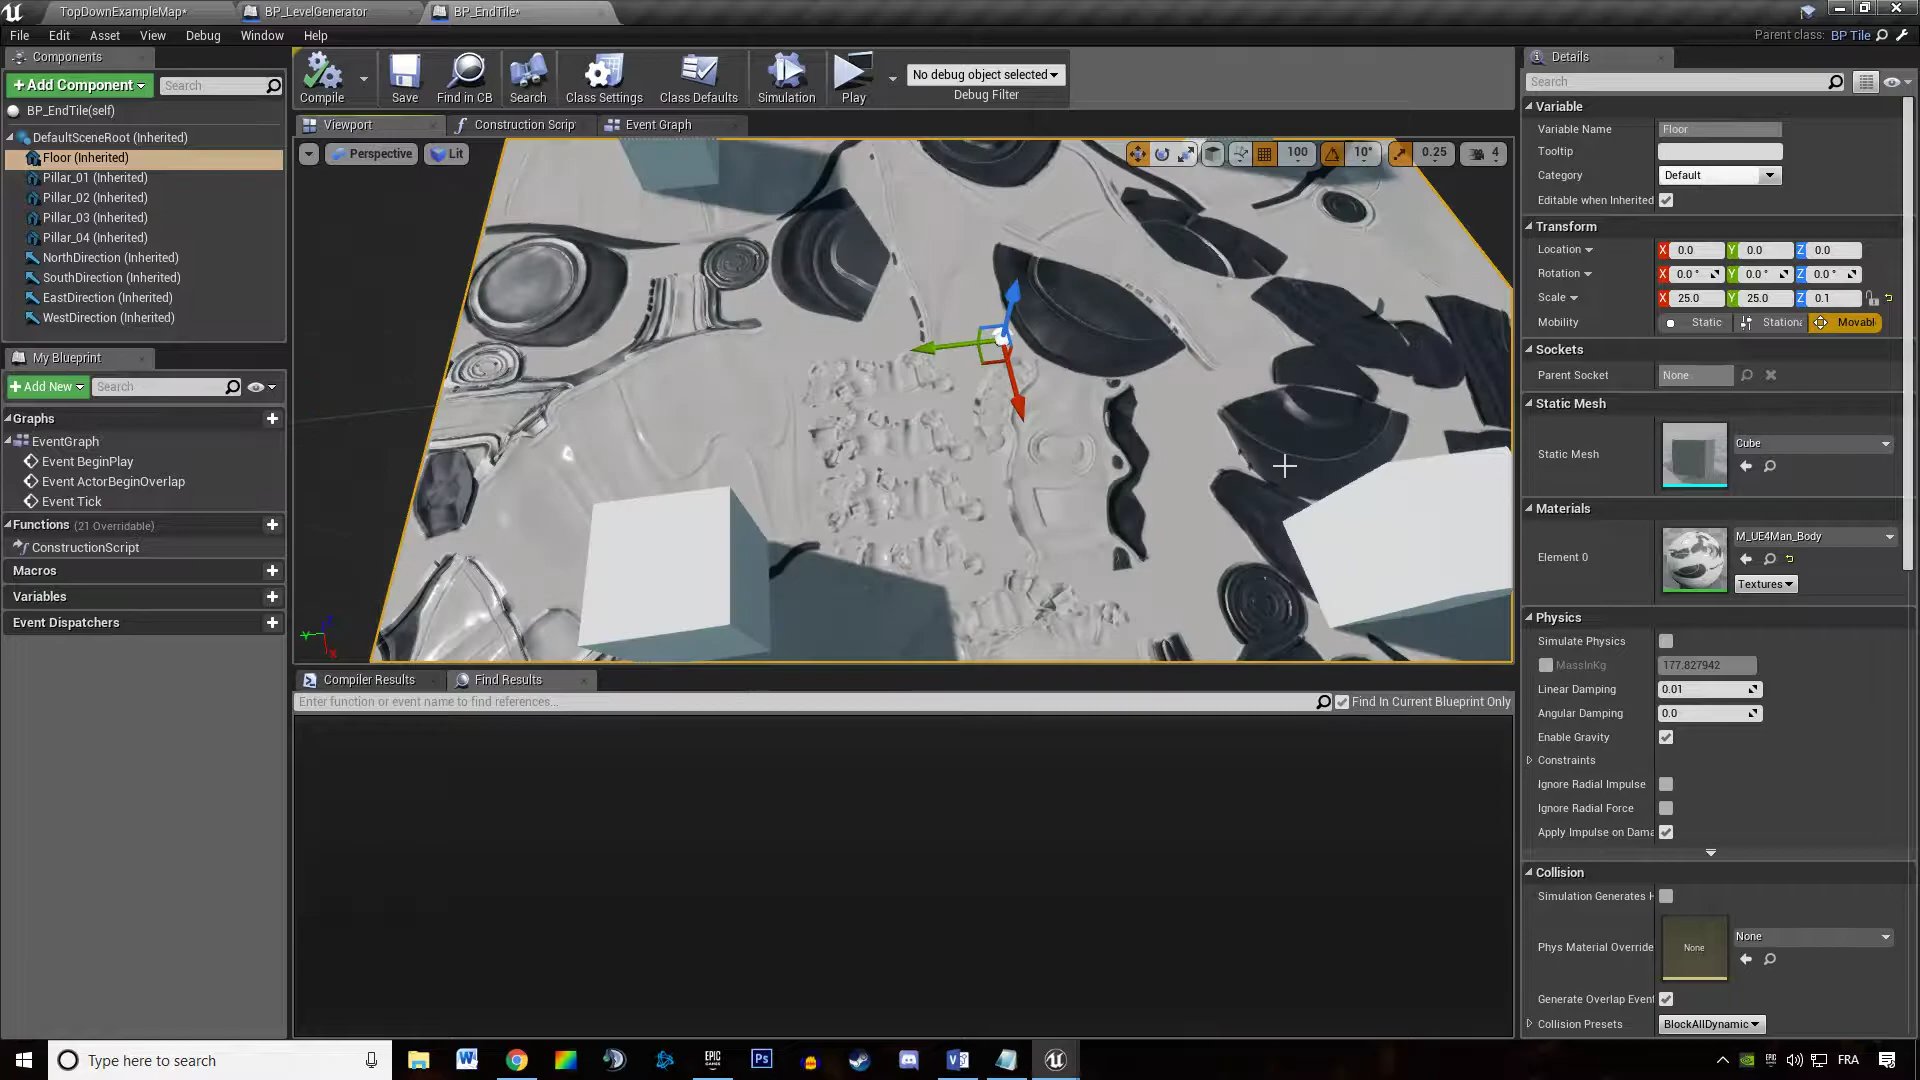 TopDownExampleMap*
BP_LevelGenerator
BP_EndTile*
File Edit Asset View Debug Window Help
Parent class: BP Tile
Components
+Add Component
Search
BP_EndTile(self)
DefaultSceneRoot (Inherited)
Floor (Inherited)
Pillar_01 (Inherited)
Pillar_02 (Inherited)
Pillar_03 (Inherited)
Pillar_04 (Inherited)
NorthDirection (Inherited)
SouthDirection (Inherited)
EastDirection (Inherited)
WestDirection (Inherited)
My Blueprint
+Add New
Search
Graphs
EventGraph
Event BeginPlay
Event ActorBeginOverlap
Event Tick
Functions (21 Overridable)
ConstructionScript
Macros
Variables
Event Dispatchers
Compile
Save
Find in CB
Search
Class Settings
Class Defaults
Simulation
Play
No debug object selected
Debug Filter
Viewport
Construction Scrip
Event Graph
Perspective
Lit
100
10°
0.25
4
Z
Y
X
Compiler Results
Find Results
Enter function or event name to find references...
Find In Current Blueprint Only
Details
Search
Variable
Variable Name
Floor
Tooltip
Category
Default
Editable when Inherited
Transform
Location
X 0.0 Y 0.0 Z 0.0
Rotation
X 0.0 ° Y 0.0 ° Z 0.0 °
Scale
X 25.0 Y 25.0 Z 0.1
Mobility
Static
Stationa
Movabl
Sockets
Parent Socket
None
Static Mesh
Static Mesh
Cube
Materials
Element 0
M_UE4Man_Body
Textures
Physics
Simulate Physics
MassInKg
177.827942
Linear Damping
0.01
Angular Damping
0.0
Enable Gravity
Constraints
Ignore Radial Impulse
Ignore Radial Force
Apply Impulse on Dama
Collision
Simulation Generates H
Phys Material Override
None
None
Generate Overlap Event
Collision Presets
BlockAllDynamic
Type here to search
EPIC
GAMES
Ps
FRA